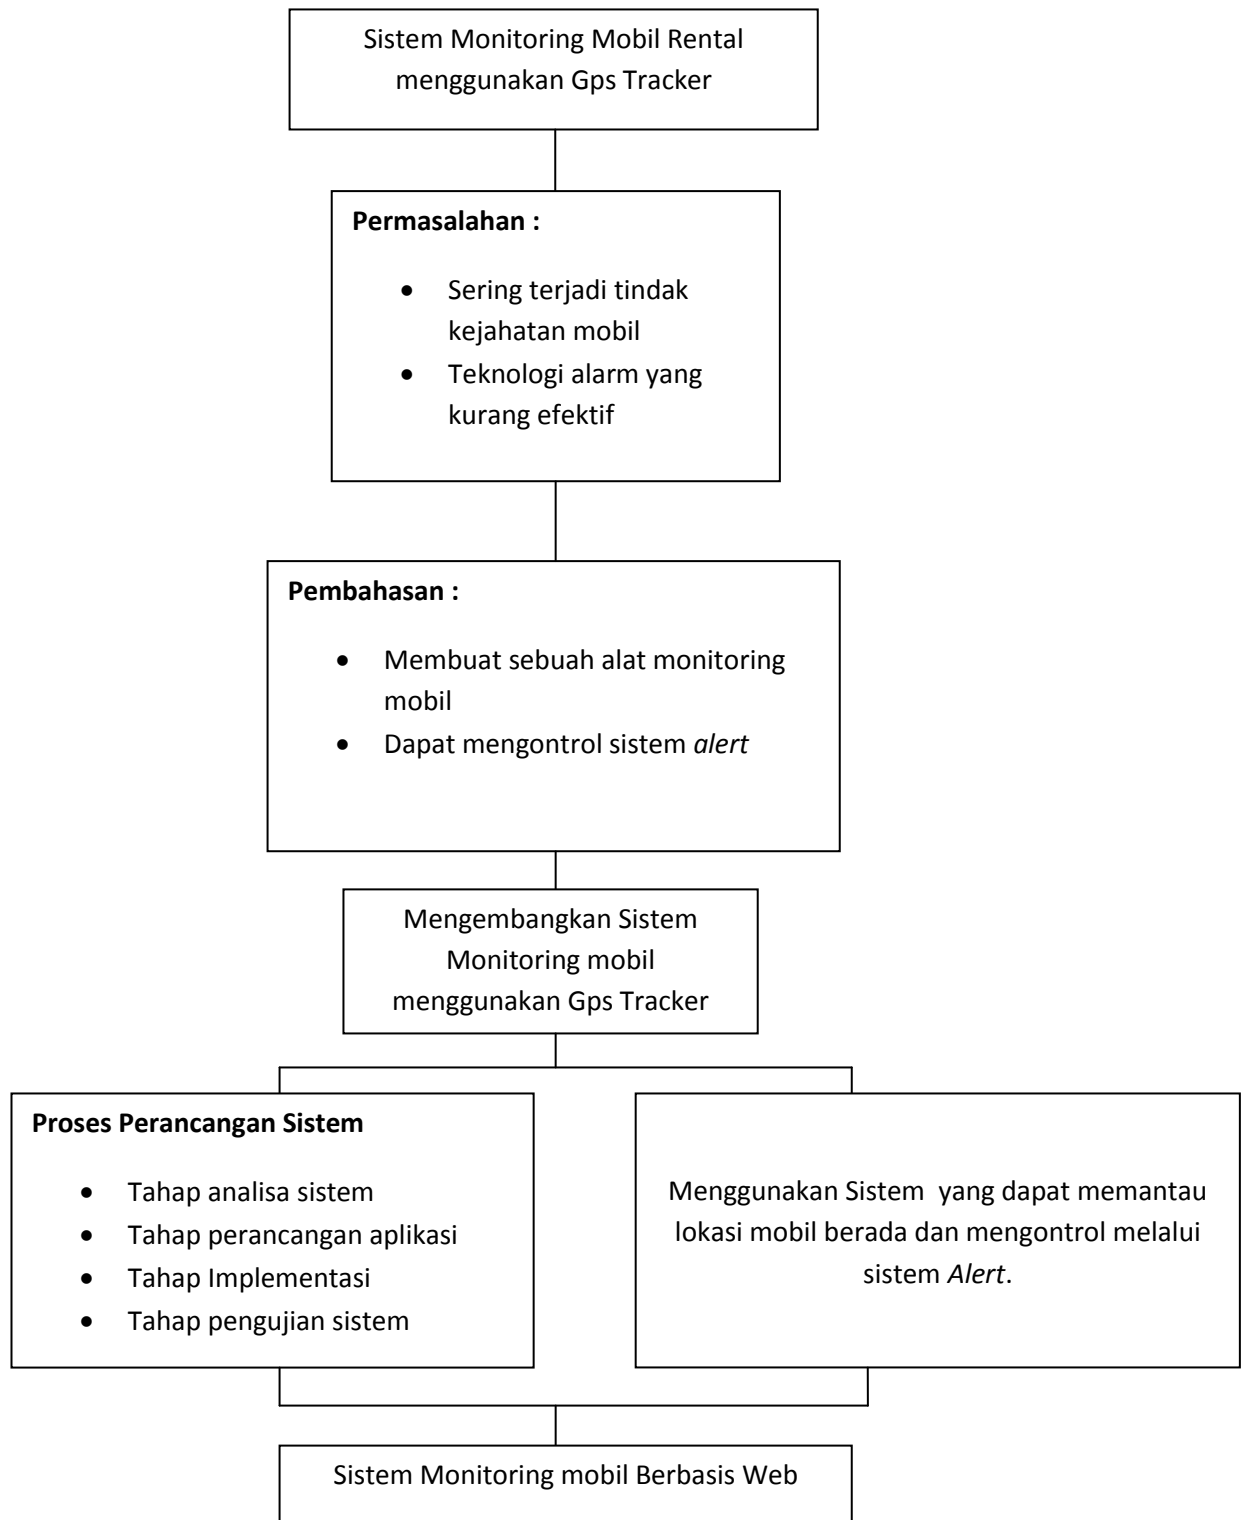 Sistem Monitoring Mobil Rental
menggunakan Gps Tracker
Permasalahan :
• Sering terjadi tindak
kejahatan mobil
• Teknologi alarm yang
kurang efektif
Pembahasan :
• Membuat sebuah alat monitoring
mobil
• Dapat mengontrol sistem alert
Mengembangkan Sistem
Monitoring mobil
menggunakan Gps Tracker
Proses Perancangan Sistem
• Tahap analisa sistem
• Tahap perancangan aplikasi
• Tahap Implementasi
• Tahap pengujian sistem
Menggunakan Sistem  yang dapat memantau
lokasi mobil berada dan mengontrol melalui
sistem Alert.
Sistem Monitoring mobil Berbasis Web